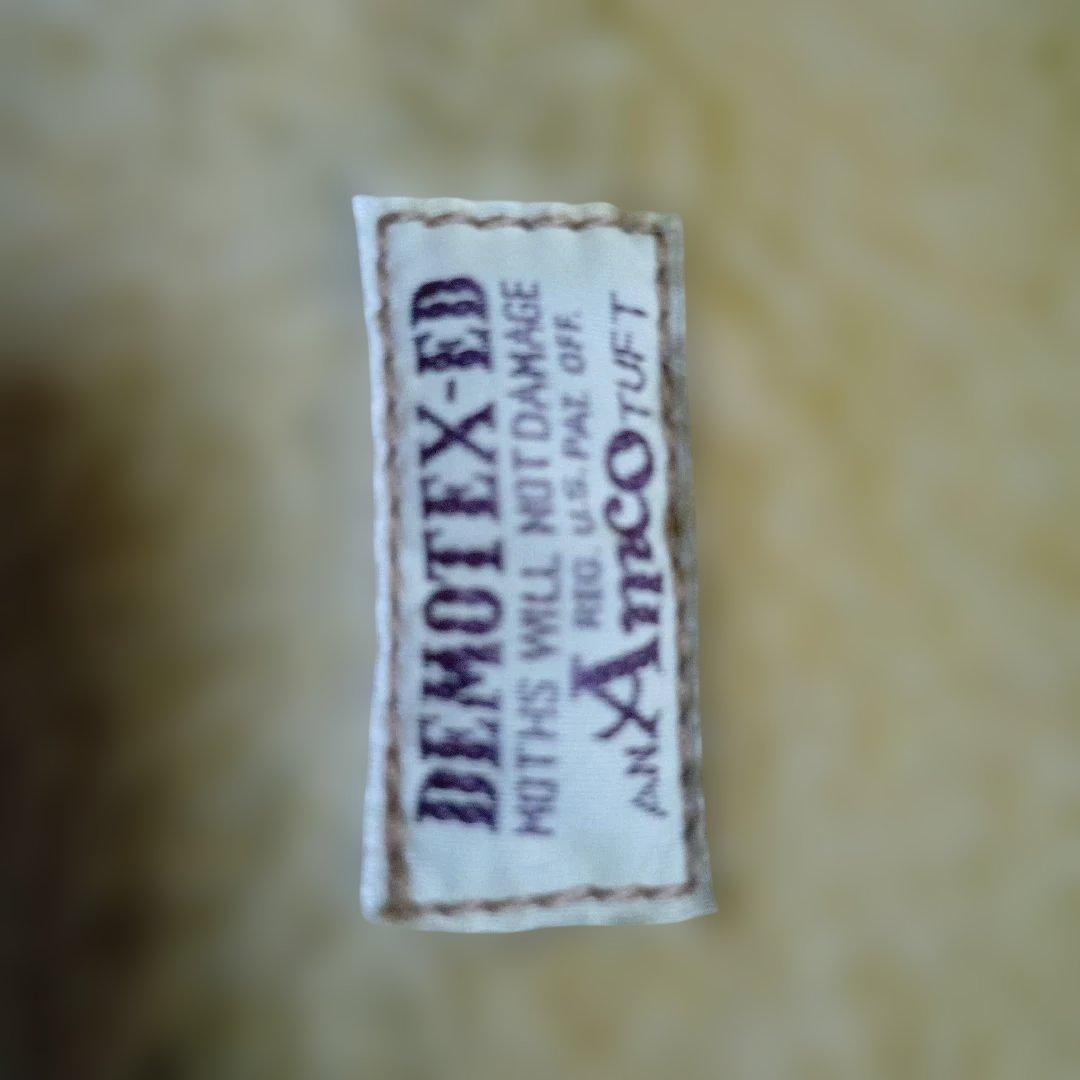 DEMOTEX-ED
MOTHS WILL NOT DAMAGE
REG. U.S. PAT. OFF.
AN Amco TUFT